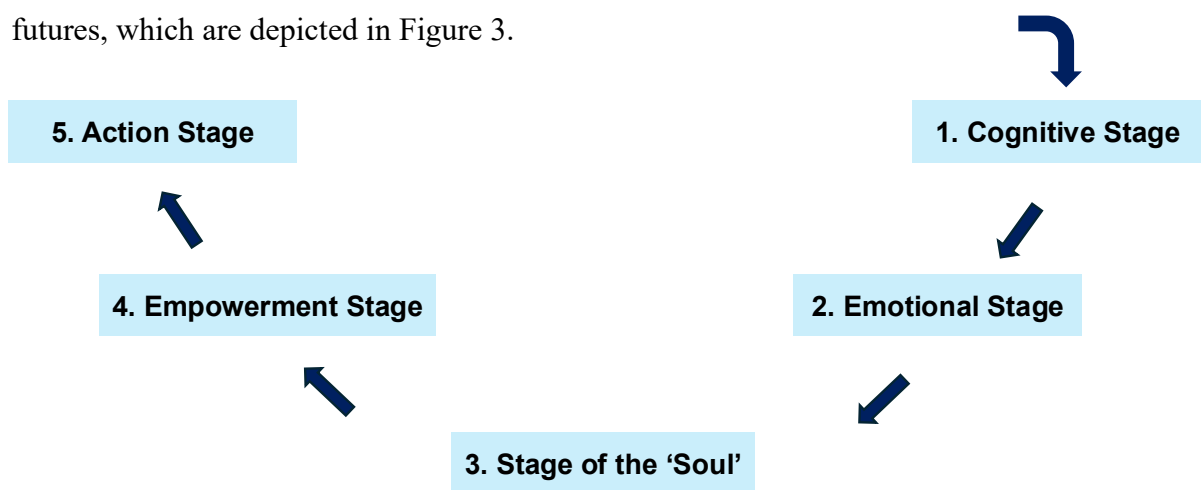 futures, which are depicted in Figure 3.
1. Cognitive Stage
2. Emotional Stage
3. Stage of the ‘Soul’
4. Empowerment Stage
5. Action Stage